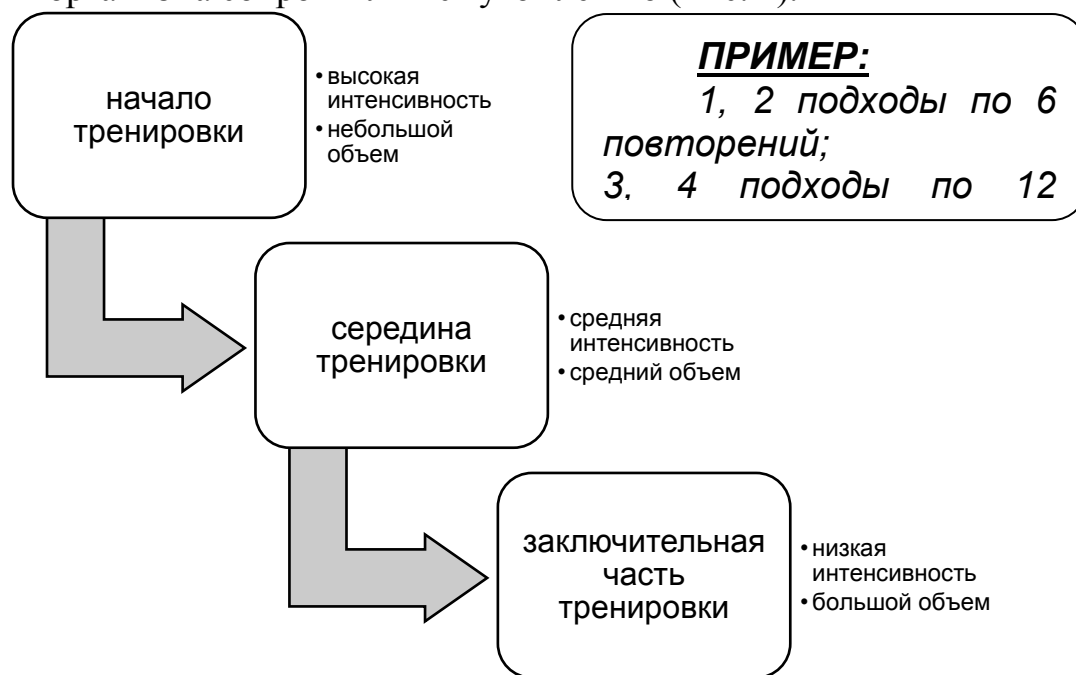 начало
тренировки
• высокая
интенсивность
• небольшой
объем
ПРИМЕР:
1, 2 подходы по 6
повторений;
3, 4 подходы по 12
середина
тренировки
• средняя
интенсивность
• средний объем
заключительная
часть
тренировки
• низкая
интенсивность
• большой объем